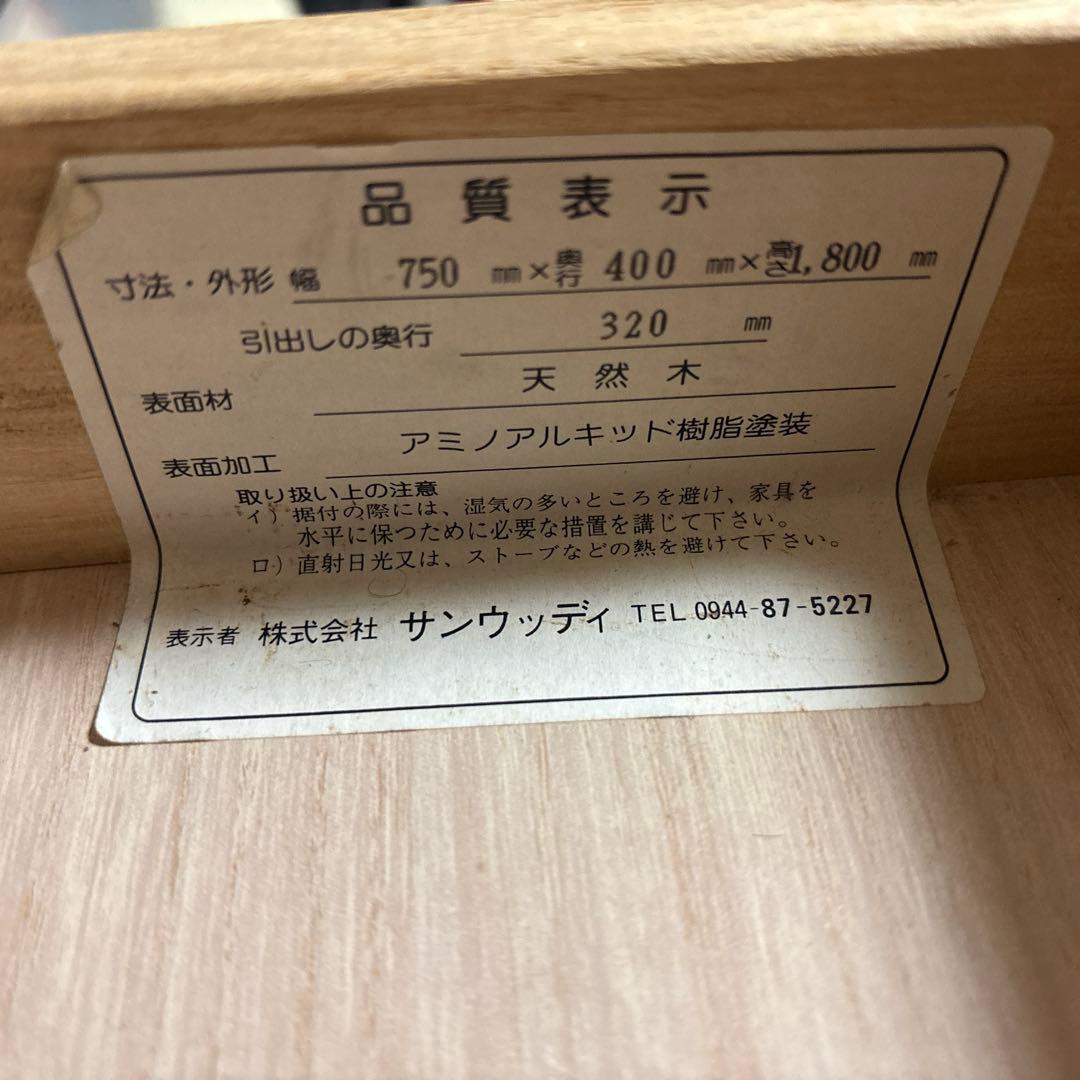 品質表示
寸法・外形 幅 750 mm×奥行 400 mm×高さ1,800 mm
引出しの奥行 320 mm
表面材 天然木
表面加工 アミノアルキッド樹脂塗装
取り扱い上の注意
イ）据付の際には、湿気の多いところを避け、家具を
水平に保つために必要な措置を講じて下さい。
ロ）直射日光又は、ストーブなどの熱を避けて下さい。
表示者 株式会社 サンウッディ TEL 0944-87-5227